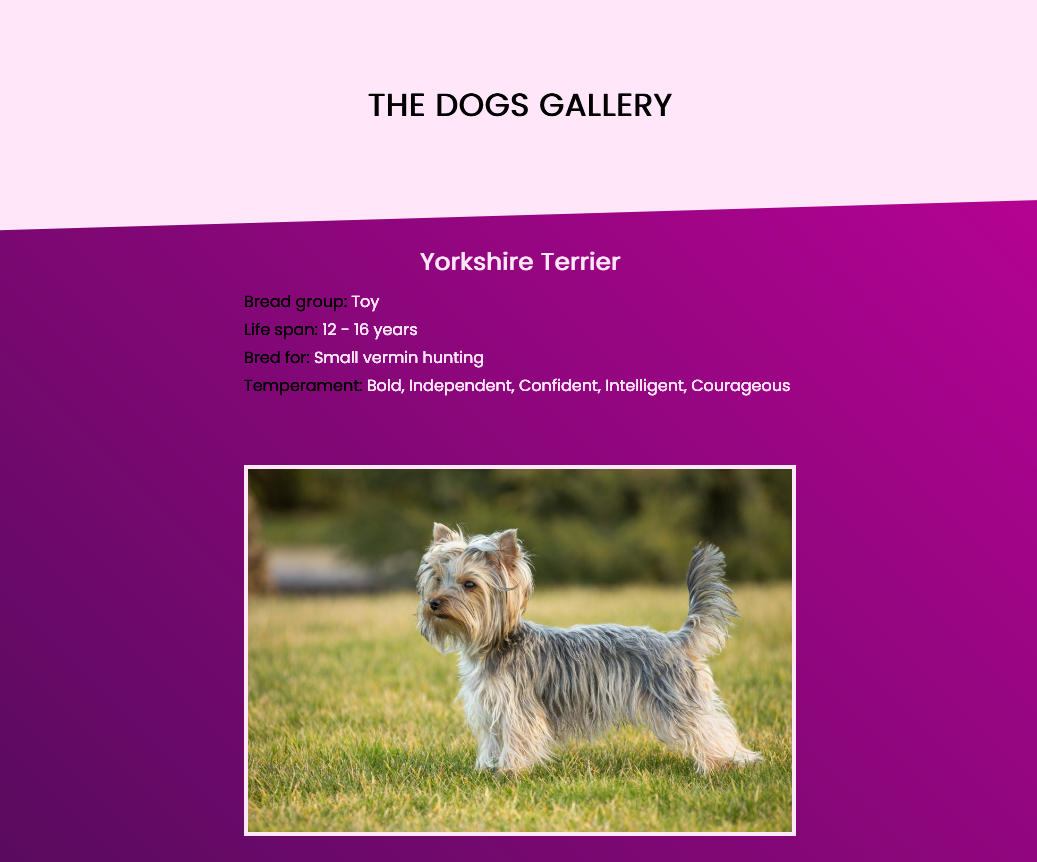 THE DOGS GALLERY
Yorkshire Terrier
Bread group: Toy
Life span: 12 - 16 years
Bred for: Small vermin hunting
Temperament: Bold, Independent, Confident, Intelligent, Courageous